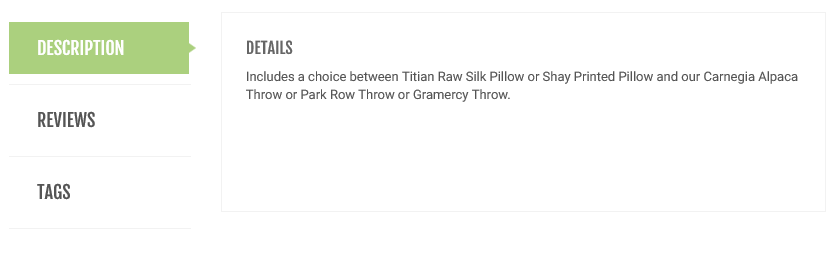 DESCRIPTION
REVIEWS
TAGS
DETAILS
Includes a choice between Titian Raw Silk Pillow or Shay Printed Pillow and our Carnegia Alpaca
Throw or Park Row Throw or Gramercy Throw.